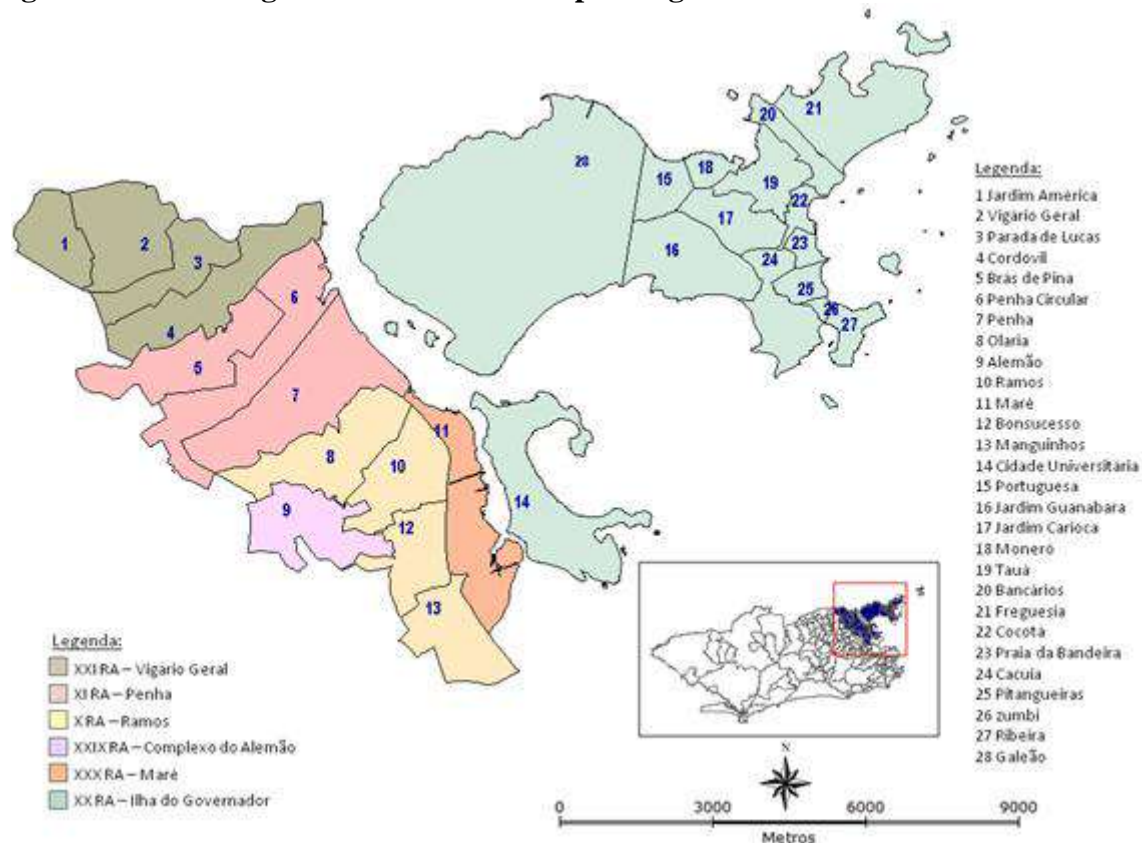 Legenda:
1 Jardim América
2 Vigario Geral
3 Parada de Lucas
4 Cordovil
5 Brás de Pina
6 Penha Circular
7 Penha
8 Olaria
9 Alemão
10 Ramos
11 Maré
12 Bonsucesso
13 Manguinhos
14 Cidade Universitária
15 Portuguesa
16 Jardim Guanabara
17 Jardim Carioca
18 Moneró
19 Tauá
20 Bancários
21 Freguesia
22 Cocotá
23 Praia da Bandeira
24 Cacuia
25 Pitangueiras
26 zumbi
27 Ribeira
28 Galeão
1
2
3
4
5
6
7
8
9
10
11
12
13
14
15
16
17
18
19
20
21
22
23
24
25
26
27
28
Legenda:
XXI RA – Vigário Geral
XI RA – Penha
X RA – Ramos
XXIX RA – Complexo do Alemão
XXX RA – Maré
XX RA – Ilha do Governador
N
0 3000 6000 9000
Metros